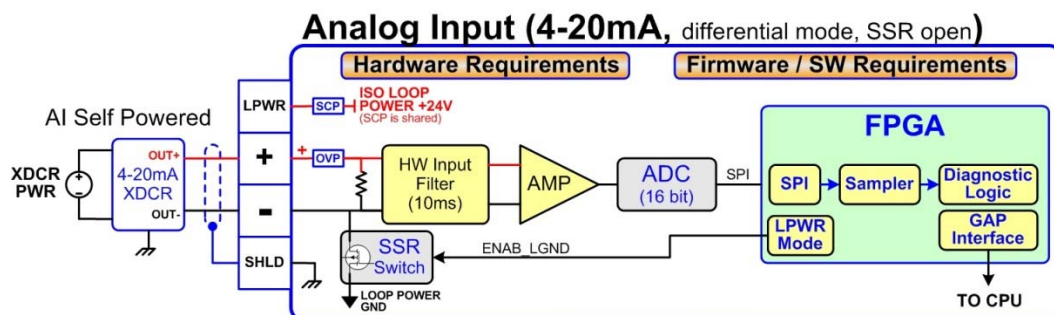 Analog Input (4-20mA, differential mode, SSR open)
Hardware Requirements
Firmware / SW Requirements
AI Self Powered
XDCR
PWR
OUT+
4-20mA
XDCR
OUT-
LPWR
+
-
SHLD
SCP
ISO LOOP
POWER +24V
(SCP is shared)
+
OVP
HW Input
Filter
(10ms)
AMP
ADC
(16 bit)
SPI
SSR
Switch
ENAB_LGND
LOOP POWER
GND
FPGA
SPI
Sampler
Diagnostic
Logic
LPWR
Mode
GAP
Interface
TO CPU